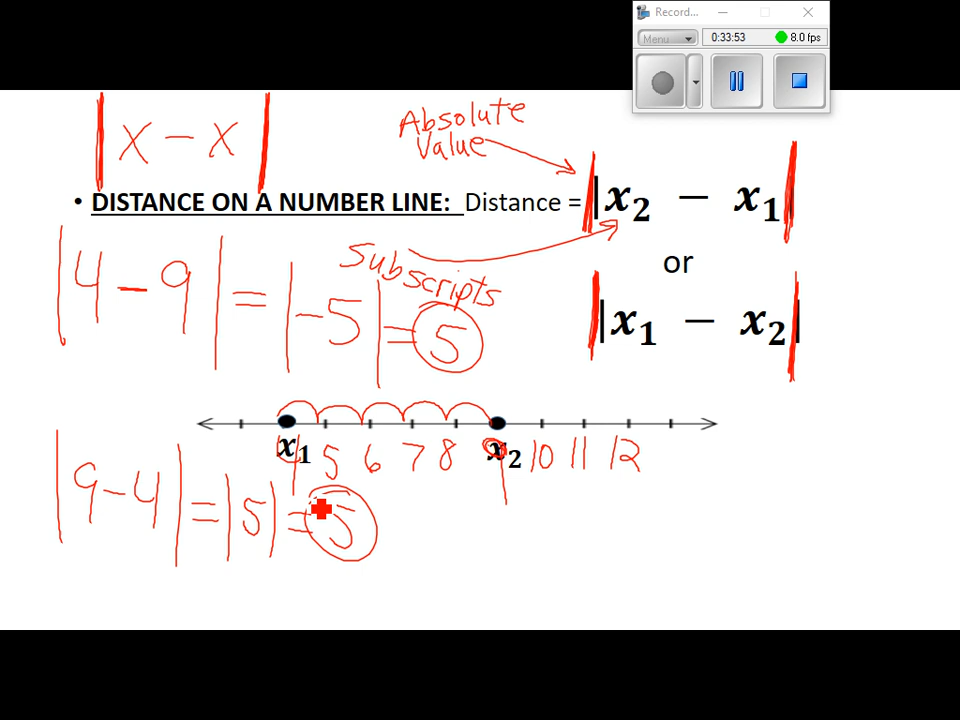 Record...
Menu
0:33:53
8.0 fps
|x - x|
Absolute
Value
• DISTANCE ON A NUMBER LINE: Distance = |x₂ − x₁|
or
|x₁ − x₂|
Subscripts
|4 - 9| = |-5| = 5
x₁ x₂
4 5 6 7 8 9 10 11 12
|9 - 4| = |5| = 5